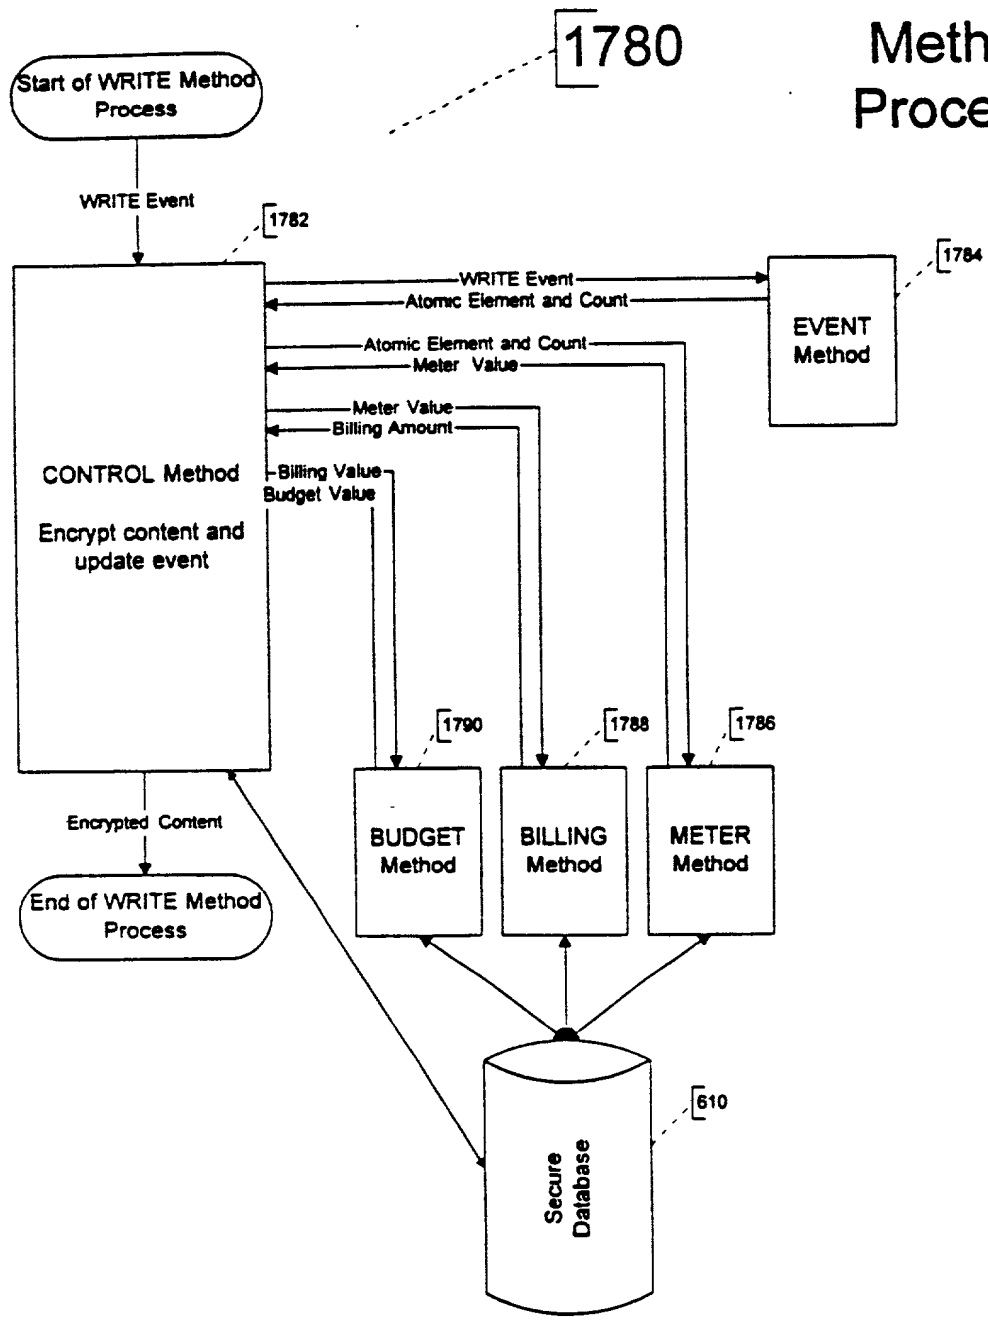 1780
Meth
Proce
Start of WRITE Method
Process
WRITE Event
1782
1784
WRITE Event
Atomic Element and Count
EVENT
Method
Atomic Element and Count
Meter Value
Meter Value
Billing Amount
CONTROL Method
Billing Value
Budget Value
Encrypt content and
update event
1790
1788
1786
Encrypted Content
BUDGET
Method
BILLING
Method
METER
Method
End of WRITE Method
Process
610
Secure
Database